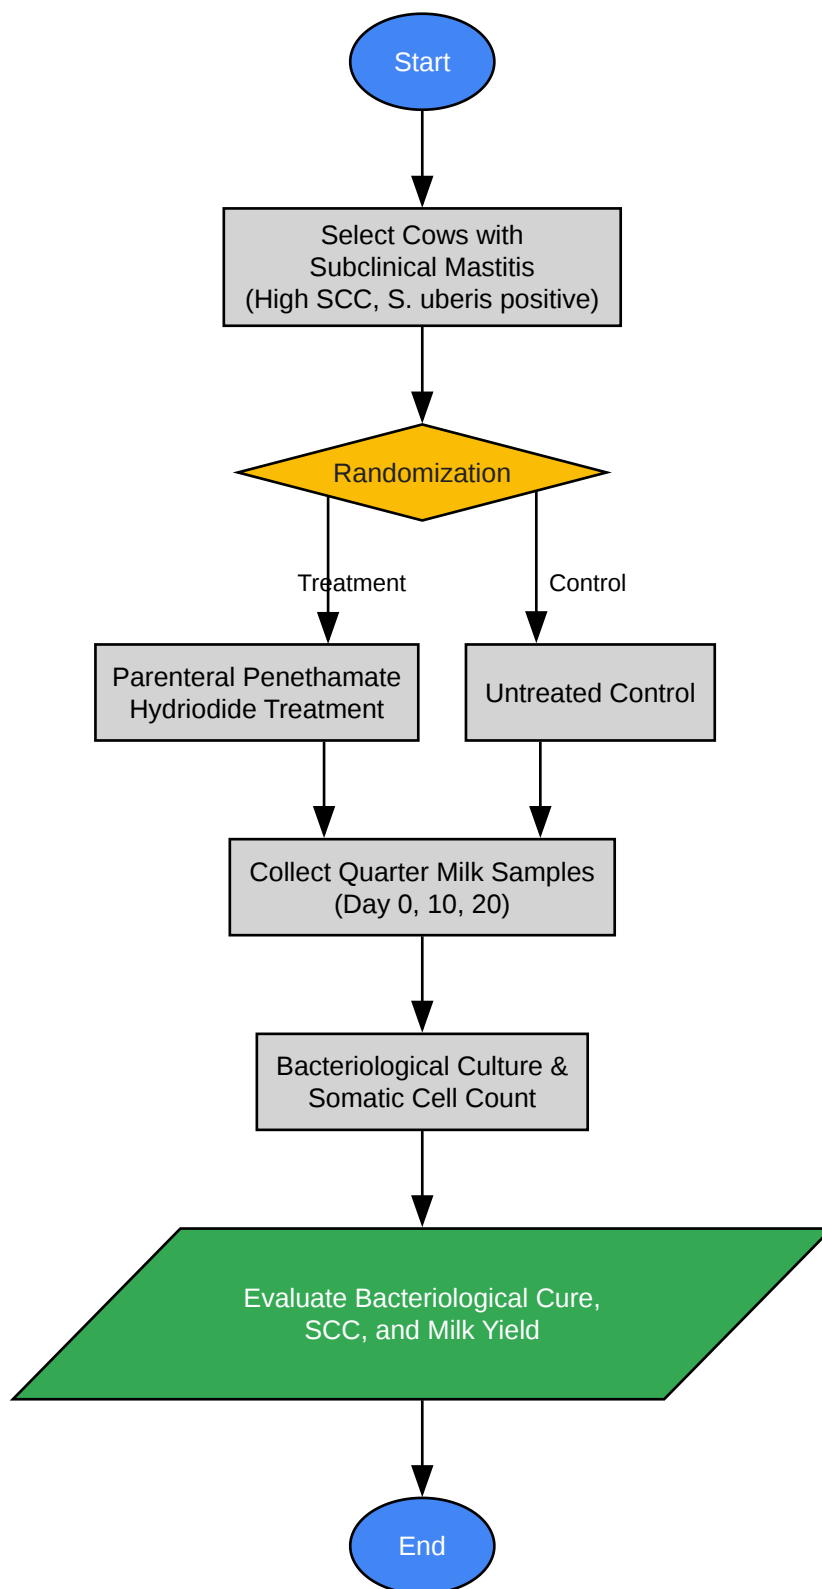 Start
Select Cows with
Subclinical Mastitis
(High SCC, S. uberis positive)
Randomization
Treatment
Control
Parenteral Penethamate
Hydriodide Treatment
Untreated Control
Collect Quarter Milk Samples
(Day 0, 10, 20)
Bacteriological Culture &
Somatic Cell Count
Evaluate Bacteriological Cure,
SCC, and Milk Yield
End